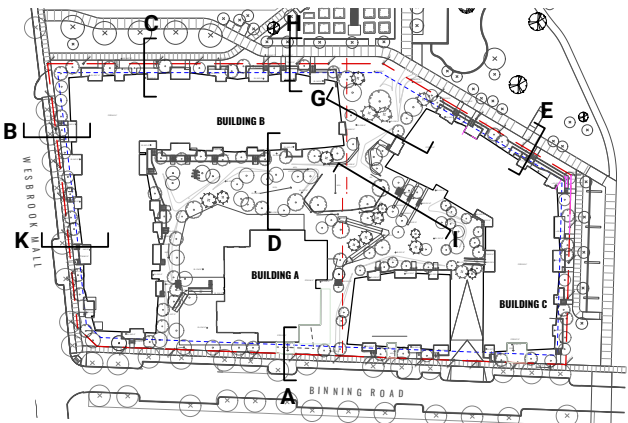 C
H
G
E
BUILDING B
B
WESBROOK MALL
K
D
I
BUILDING A
BUILDING C
A
BINNING ROAD